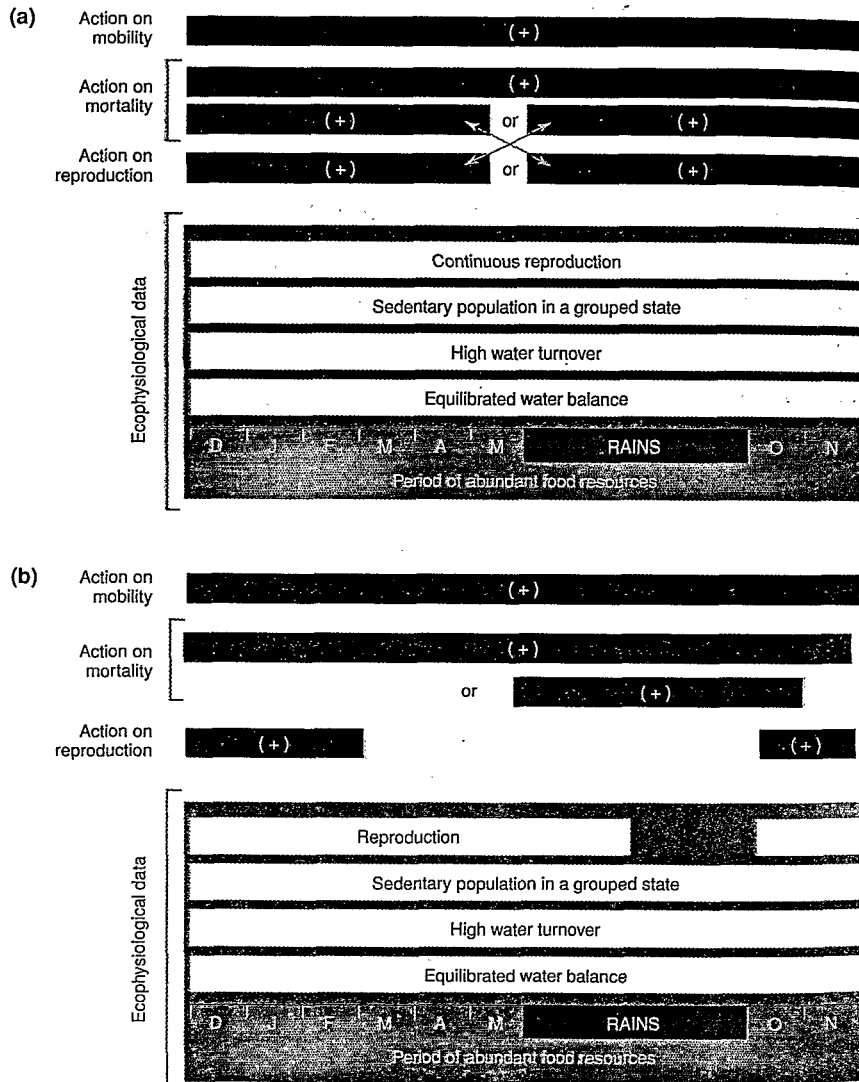 (a)
Action on
mobility
(+)
Action on
mortality
(+)
(+) or (+)
Action on
reproduction
(+) or (+)
Ecophysiological data
Continuous reproduction
Sedentary population in a grouped state
High water turnover
Equilibrated water balance
D J F M A M RAINS O N
Period of abundant food resources
(b)
Action on
mobility
(+)
Action on
mortality
(+)
or (+)
Action on
reproduction
(+) (+)
Ecophysiological data
Reproduction
Sedentary population in a grouped state
High water turnover
Equilibrated water balance
D J F M A M RAINS O N
Period of abundant food resources